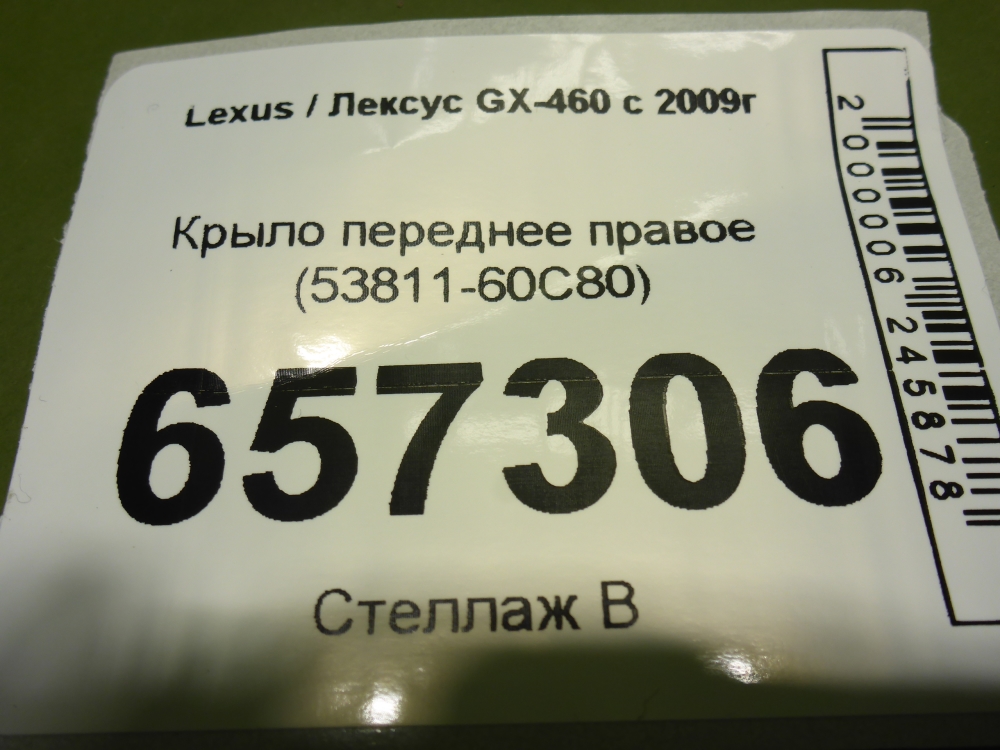 Lexus / Лексус GX-460 с 2009г
Крыло переднее правое
(53811-60C80)
657306
Стеллаж В
2000006245878